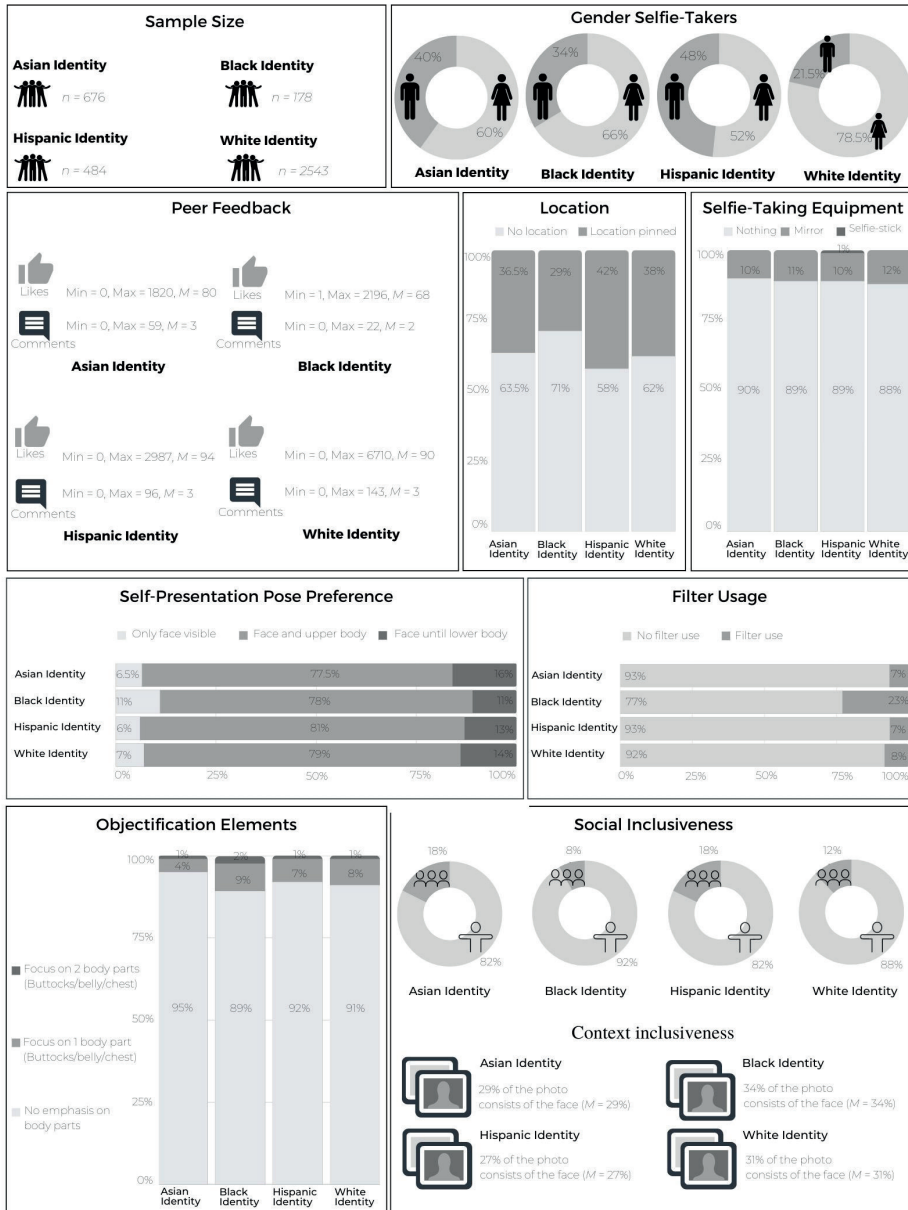 Sample Size
Asian Identity
n = 676
Black Identity
n = 178
Hispanic Identity
n = 484
White Identity
n = 2543
Gender Selfie-Takers
40%
60%
Asian Identity
34%
66%
Black Identity
48%
52%
Hispanic Identity
21.5%
78.5%
White Identity
Peer Feedback
Likes
Min = 0, Max = 1820, M = 80
Comments
Min = 0, Max = 59, M = 3
Asian Identity
Likes
Min = 1, Max = 2196, M = 68
Comments
Min = 0, Max = 22, M = 2
Black Identity
Likes
Min = 0, Max = 2987, M = 94
Comments
Min = 0, Max = 96, M = 3
Hispanic Identity
Likes
Min = 0, Max = 6710, M = 90
Comments
Min = 0, Max = 143, M = 3
White Identity
Location
No location Location pinned
100%
75%
50%
25%
0%
36.5% 29% 42% 38%
63.5% 71% 58% 62%
Asian Identity
Black Identity
Hispanic Identity
White Identity
Selfie-Taking Equipment
Nothing Mirror Selfie-stick
100%
75%
50%
25%
0%
1%
10% 11% 10% 12%
90% 89% 89% 88%
Asian Identity
Black Identity
Hispanic Identity
White Identity
Self-Presentation Pose Preference
Only face visible Face and upper body Face until lower body
Asian Identity 6.5% 77.5% 16%
Black Identity 11% 78% 11%
Hispanic Identity 6% 81% 13%
White Identity 7% 79% 14%
0% 25% 50% 75% 100%
Filter Usage
No filter use Filter use
Asian Identity 93% 7%
Black Identity 77% 23%
Hispanic Identity 93% 7%
White Identity 92% 8%
0% 25% 50% 75% 100%
Objectification Elements
100%
75%
50%
25%
0%
Focus on 2 body parts
(Buttocks/belly/chest)
Focus on 1 body part
(Buttocks/belly/chest)
No emphasis on
body parts
1% 2% 1% 1%
4% 9% 7% 8%
95% 89% 92% 91%
Asian Identity
Black Identity
Hispanic Identity
White Identity
Social Inclusiveness
18%
82%
Asian Identity
8%
92%
Black Identity
18%
82%
Hispanic Identity
12%
88%
White Identity
Context inclusiveness
Asian Identity
29% of the photo
consists of the face (M = 29%)
Black Identity
34% of the photo
consists of the face (M = 34%)
Hispanic Identity
27% of the photo
consists of the face (M = 27%)
White Identity
31% of the photo
consists of the face (M = 31%)